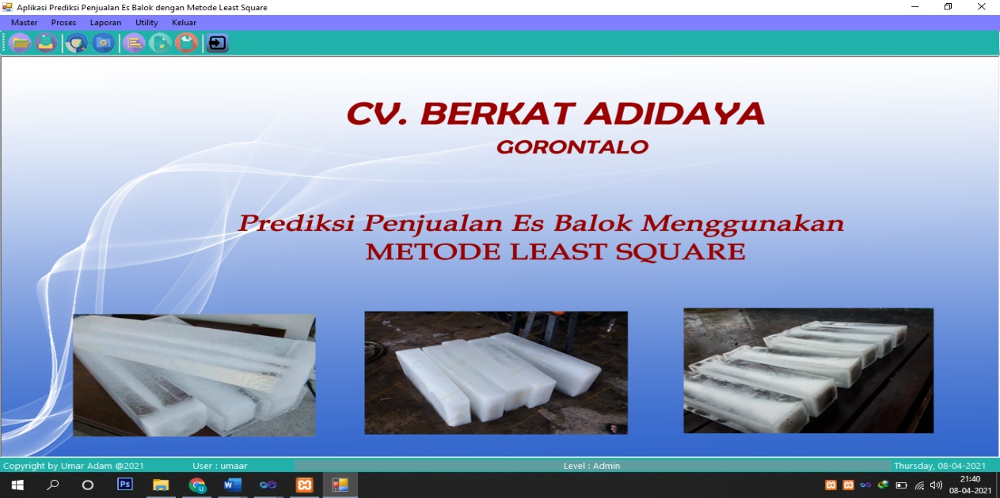 Aplikasi Prediksi Penjualan Es Balok dengan Metode Least Square
Master Proses Laporan Utility Keluar
CV. BERKAT ADIDAYA
GORONTALO
Prediksi Penjualan Es Balok Menggunakan
METODE LEAST SQUARE
Copyright by Umar Adam @2021 User : umaar Level : Admin Thursday, 08-04-2021
Ps
21:40
08-04-2021